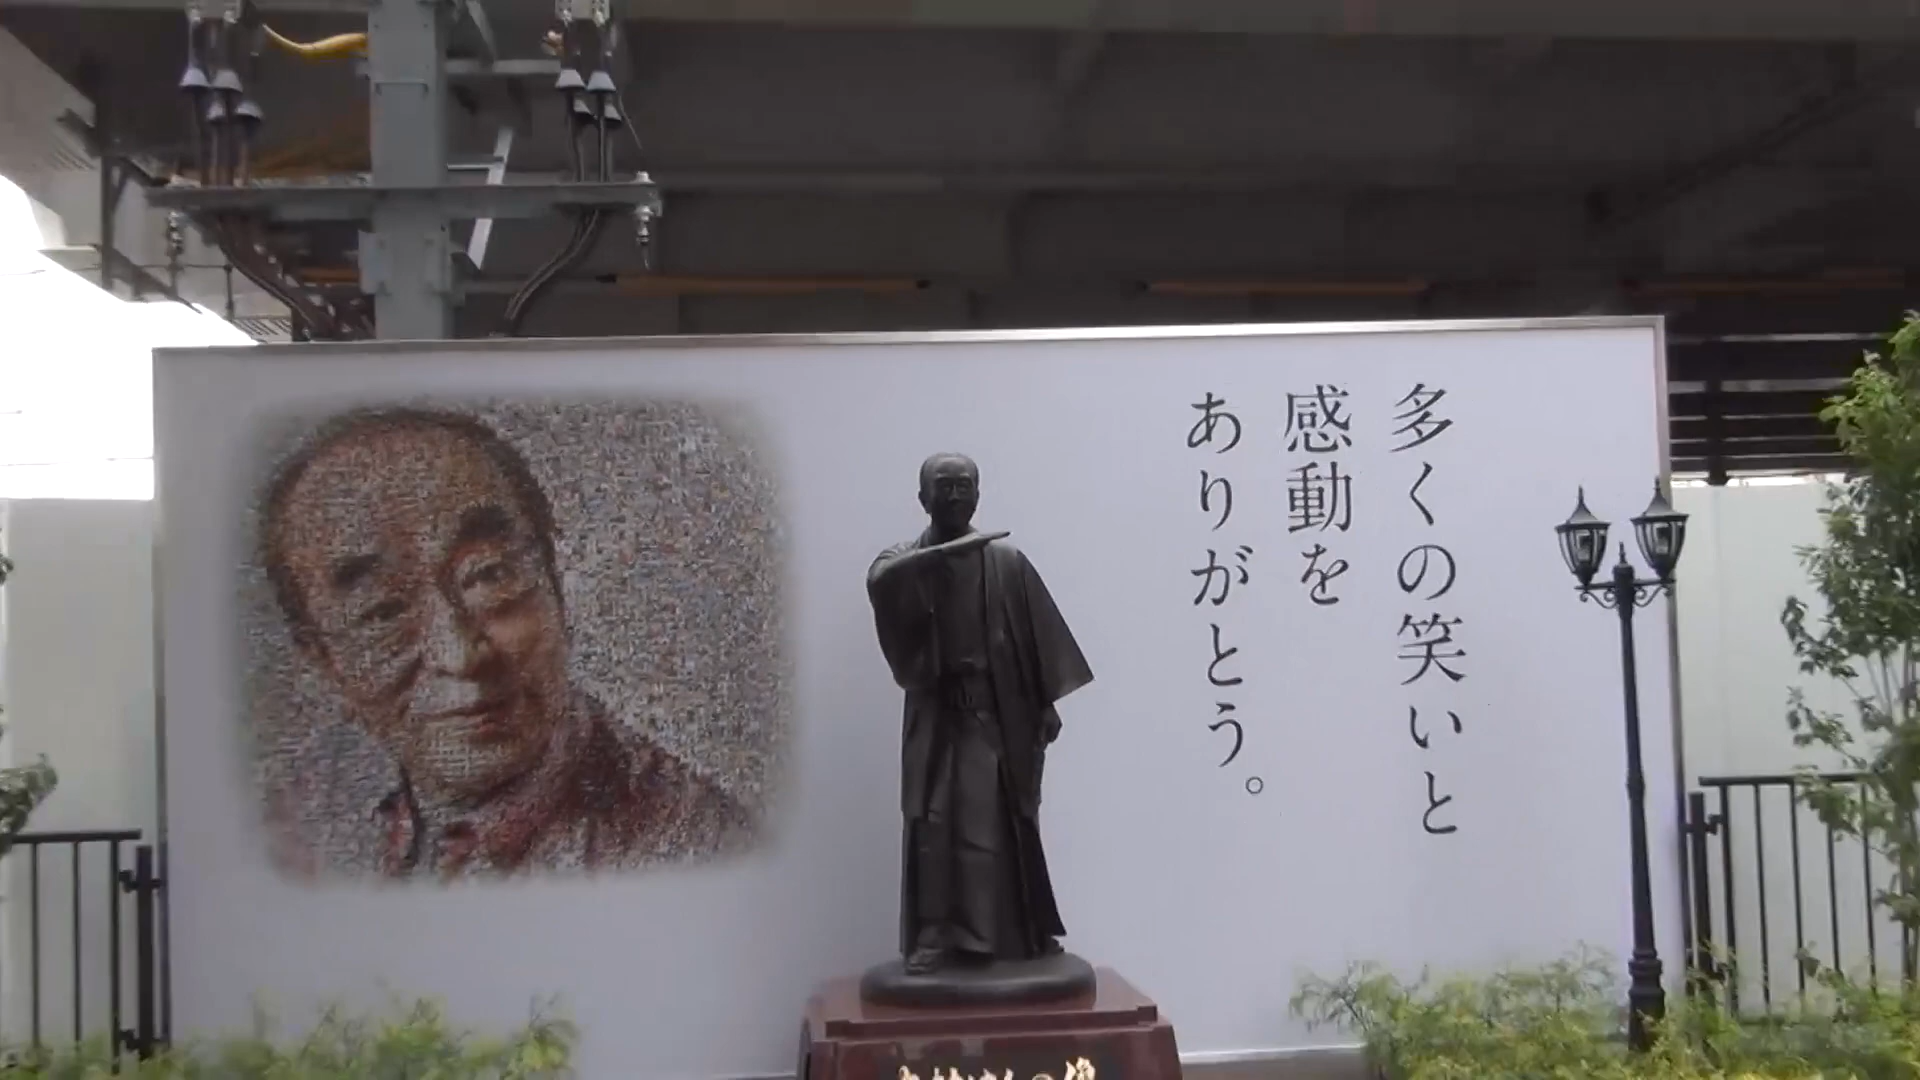 多くの笑いと
感動を
ありがとう。